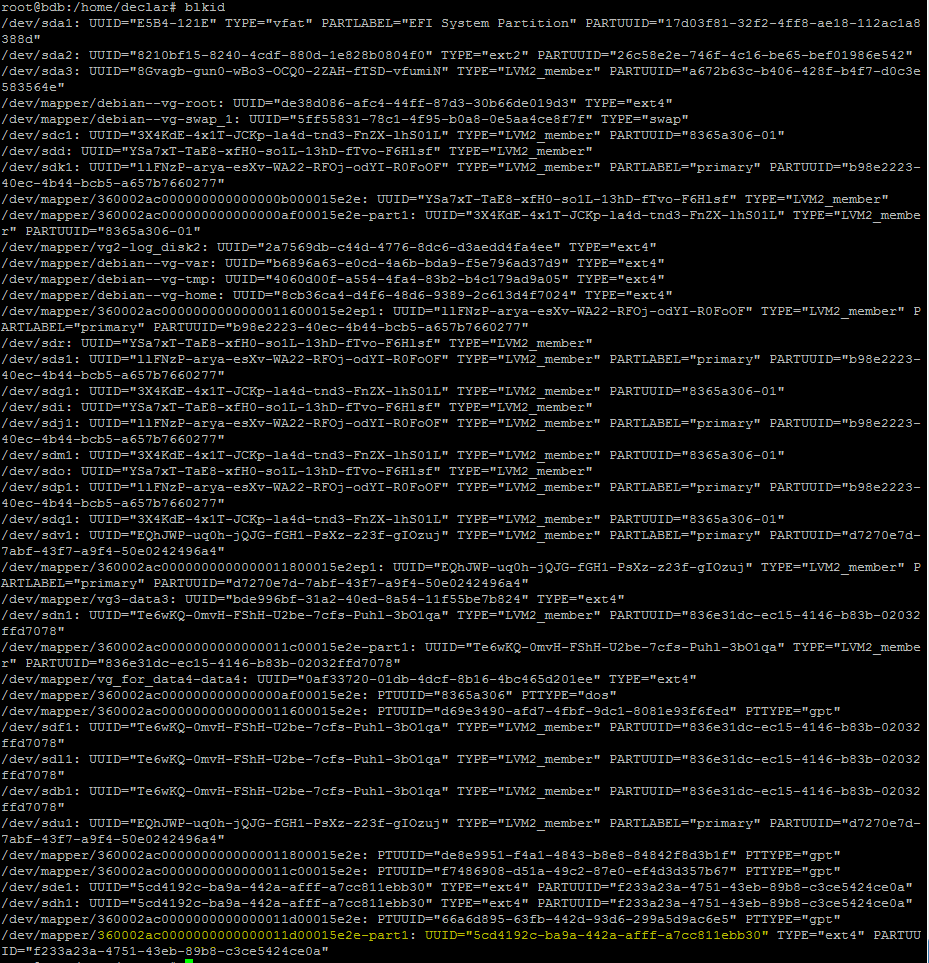 root@bdb:/home/declar# blkid
/dev/sda1: UUID="E5B4-121E" TYPE="vfat" PARTLABEL="EFI System Partition" PARTUUID="17d03f81-32f2-4ff8-ae18-112ac1a8
388d"
/dev/sda2: UUID="8210bf15-8240-4cdf-880d-1e828b0804f0" TYPE="ext2" PARTUUID="26c58e2e-746f-4c16-be65-bef01986e542"
/dev/sda3: UUID="8Gvagb-gun0-wBo3-OCQ0-2ZAH-fTSD-vfumiN" TYPE="LVM2_member" PARTUUID="a672b63c-b406-428f-b4f7-d0c3e
583564e"
/dev/mapper/debian--vg-root: UUID="de38d086-afc4-44ff-87d3-30b66de019d3" TYPE="ext4"
/dev/mapper/debian--vg-swap_1: UUID="5ff55831-78c1-4f95-b0a8-0e5aa4ce8f7f" TYPE="swap"
/dev/sdc1: UUID="3X4KdE-4x1T-JCKp-la4d-tnd3-FnZX-lhS01L" TYPE="LVM2_member" PARTUUID="8365a306-01"
/dev/sdd: UUID="YSa7xT-TaE8-xfH0-so1L-13hD-fTvo-F6Hlsf" TYPE="LVM2_member"
/dev/sdk1: UUID="llFNzP-arya-esXv-WA22-RFOj-odYI-R0FoOF" TYPE="LVM2_member" PARTLABEL="primary" PARTUUID="b98e2223-
40ec-4b44-bcb5-a657b7660277"
/dev/mapper/360002ac0000000000000000b000015e2e: UUID="YSa7xT-TaE8-xfH0-so1L-13hD-fTvo-F6Hlsf" TYPE="LVM2_member"
/dev/mapper/360002ac000000000000000af00015e2e-part1: UUID="3X4KdE-4x1T-JCKp-la4d-tnd3-FnZX-lhS01L" TYPE="LVM2_membe
r" PARTUUID="8365a306-01"
/dev/mapper/vg2-log_disk2: UUID="2a7569db-c44d-4776-8dc6-d3aedd4fa4ee" TYPE="ext4"
/dev/mapper/debian--vg-var: UUID="b6896a63-e0cd-4a6b-bda9-f5e796ad37d9" TYPE="ext4"
/dev/mapper/debian--vg-tmp: UUID="4060d00f-a554-4fa4-83b2-b4c179ad9a05" TYPE="ext4"
/dev/mapper/debian--vg-home: UUID="8cb36ca4-d4f6-48d6-9389-2c613d4f7024" TYPE="ext4"
/dev/mapper/360002ac0000000000000011600015e2ep1: UUID="llFNzP-arya-esXv-WA22-RFOj-odYI-R0FoOF" TYPE="LVM2_member" P
ARTLABEL="primary" PARTUUID="b98e2223-40ec-4b44-bcb5-a657b7660277"
/dev/sdr: UUID="YSa7xT-TaE8-xfH0-so1L-13hD-fTvo-F6Hlsf" TYPE="LVM2_member"
/dev/sds1: UUID="llFNzP-arya-esXv-WA22-RFOj-odYI-R0FoOF" TYPE="LVM2_member" PARTLABEL="primary" PARTUUID="b98e2223-
40ec-4b44-bcb5-a657b7660277"
/dev/sdg1: UUID="3X4KdE-4x1T-JCKp-la4d-tnd3-FnZX-lhS01L" TYPE="LVM2_member" PARTUUID="8365a306-01"
/dev/sdi: UUID="YSa7xT-TaE8-xfH0-so1L-13hD-fTvo-F6Hlsf" TYPE="LVM2_member"
/dev/sdj1: UUID="llFNzP-arya-esXv-WA22-RFOj-odYI-R0FoOF" TYPE="LVM2_member" PARTLABEL="primary" PARTUUID="b98e2223-
40ec-4b44-bcb5-a657b7660277"
/dev/sdm1: UUID="3X4KdE-4x1T-JCKp-la4d-tnd3-FnZX-lhS01L" TYPE="LVM2_member" PARTUUID="8365a306-01"
/dev/sdo: UUID="YSa7xT-TaE8-xfH0-so1L-13hD-fTvo-F6Hlsf" TYPE="LVM2_member"
/dev/sdp1: UUID="llFNzP-arya-esXv-WA22-RFOj-odYI-R0FoOF" TYPE="LVM2_member" PARTLABEL="primary" PARTUUID="b98e2223-
40ec-4b44-bcb5-a657b7660277"
/dev/sdq1: UUID="3X4KdE-4x1T-JCKp-la4d-tnd3-FnZX-lhS01L" TYPE="LVM2_member" PARTUUID="8365a306-01"
/dev/sdv1: UUID="EQhJWP-uq0h-jQJG-fGH1-PsXz-z23f-gIOzuj" TYPE="LVM2_member" PARTLABEL="primary" PARTUUID="d7270e7d-
7abf-43f7-a9f4-50e0242496a4"
/dev/mapper/360002ac0000000000000011800015e2ep1: UUID="EQhJWP-uq0h-jQJG-fGH1-PsXz-z23f-gIOzuj" TYPE="LVM2_member" P
ARTLABEL="primary" PARTUUID="d7270e7d-7abf-43f7-a9f4-50e0242496a4"
/dev/mapper/vg3-data3: UUID="bde996bf-31a2-40ed-8a54-11f55be7b824" TYPE="ext4"
/dev/sdn1: UUID="Te6wKQ-0mvH-FShH-U2be-7cfs-Puhl-3bO1qa" TYPE="LVM2_member" PARTUUID="836e31dc-ec15-4146-b83b-02032
ffd7078"
/dev/mapper/360002ac000000000000011c00015e2e-part1: UUID="Te6wKQ-0mvH-FShH-U2be-7cfs-Puhl-3bO1qa" TYPE="LVM2_membe
r" PARTUUID="836e31dc-ec15-4146-b83b-02032ffd7078"
/dev/mapper/vg_for_data4-data4: UUID="0af33720-01db-4dcf-8b16-4bc465d201ee" TYPE="ext4"
/dev/mapper/360002ac000000000000000af00015e2e: PTUUID="8365a306" PTTYPE="dos"
/dev/mapper/360002ac0000000000000011600015e2e: PTUUID="d69e3490-afd7-4fbf-9dc1-8081e93f6fed" PTTYPE="gpt"
/dev/sdf1: UUID="Te6wKQ-0mvH-FShH-U2be-7cfs-Puhl-3bO1qa" TYPE="LVM2_member" PARTUUID="836e31dc-ec15-4146-b83b-02032
ffd7078"
/dev/sdl1: UUID="Te6wKQ-0mvH-FShH-U2be-7cfs-Puhl-3bO1qa" TYPE="LVM2_member" PARTUUID="836e31dc-ec15-4146-b83b-02032
ffd7078"
/dev/sdb1: UUID="Te6wKQ-0mvH-FShH-U2be-7cfs-Puhl-3bO1qa" TYPE="LVM2_member" PARTUUID="836e31dc-ec15-4146-b83b-02032
ffd7078"
/dev/sdu1: UUID="EQhJWP-uq0h-jQJG-fGH1-PsXz-z23f-gIOzuj" TYPE="LVM2_member" PARTLABEL="primary" PARTUUID="d7270e7d-
7abf-43f7-a9f4-50e0242496a4"
/dev/mapper/360002ac0000000000000011800015e2e: PTUUID="de8e9951-f4a1-4843-b8e8-84842f8d3b1f" PTTYPE="gpt"
/dev/mapper/360002ac0000000000000011c00015e2e: PTUUID="f7486908-d51a-49c2-87e0-ef4d3d357b67" PTTYPE="gpt"
/dev/sde1: UUID="5cd4192c-ba9a-442a-afff-a7cc811ebb30" TYPE="ext4" PARTUUID="f233a23a-4751-43eb-89b8-c3ce5424ce0a"
/dev/sdh1: UUID="5cd4192c-ba9a-442a-afff-a7cc811ebb30" TYPE="ext4" PARTUUID="f233a23a-4751-43eb-89b8-c3ce5424ce0a"
/dev/mapper/360002ac0000000000000011d00015e2e: PTUUID="66a6d895-63fb-442d-93d6-299a5d9ac6e5" PTTYPE="gpt"
/dev/mapper/360002ac0000000000000011d00015e2e-part1: UUID="5cd4192c-ba9a-442a-afff-a7cc811ebb30" TYPE="ext4" PARTUU
ID="f233a23a-4751-43eb-89b8-c3ce5424ce0a"